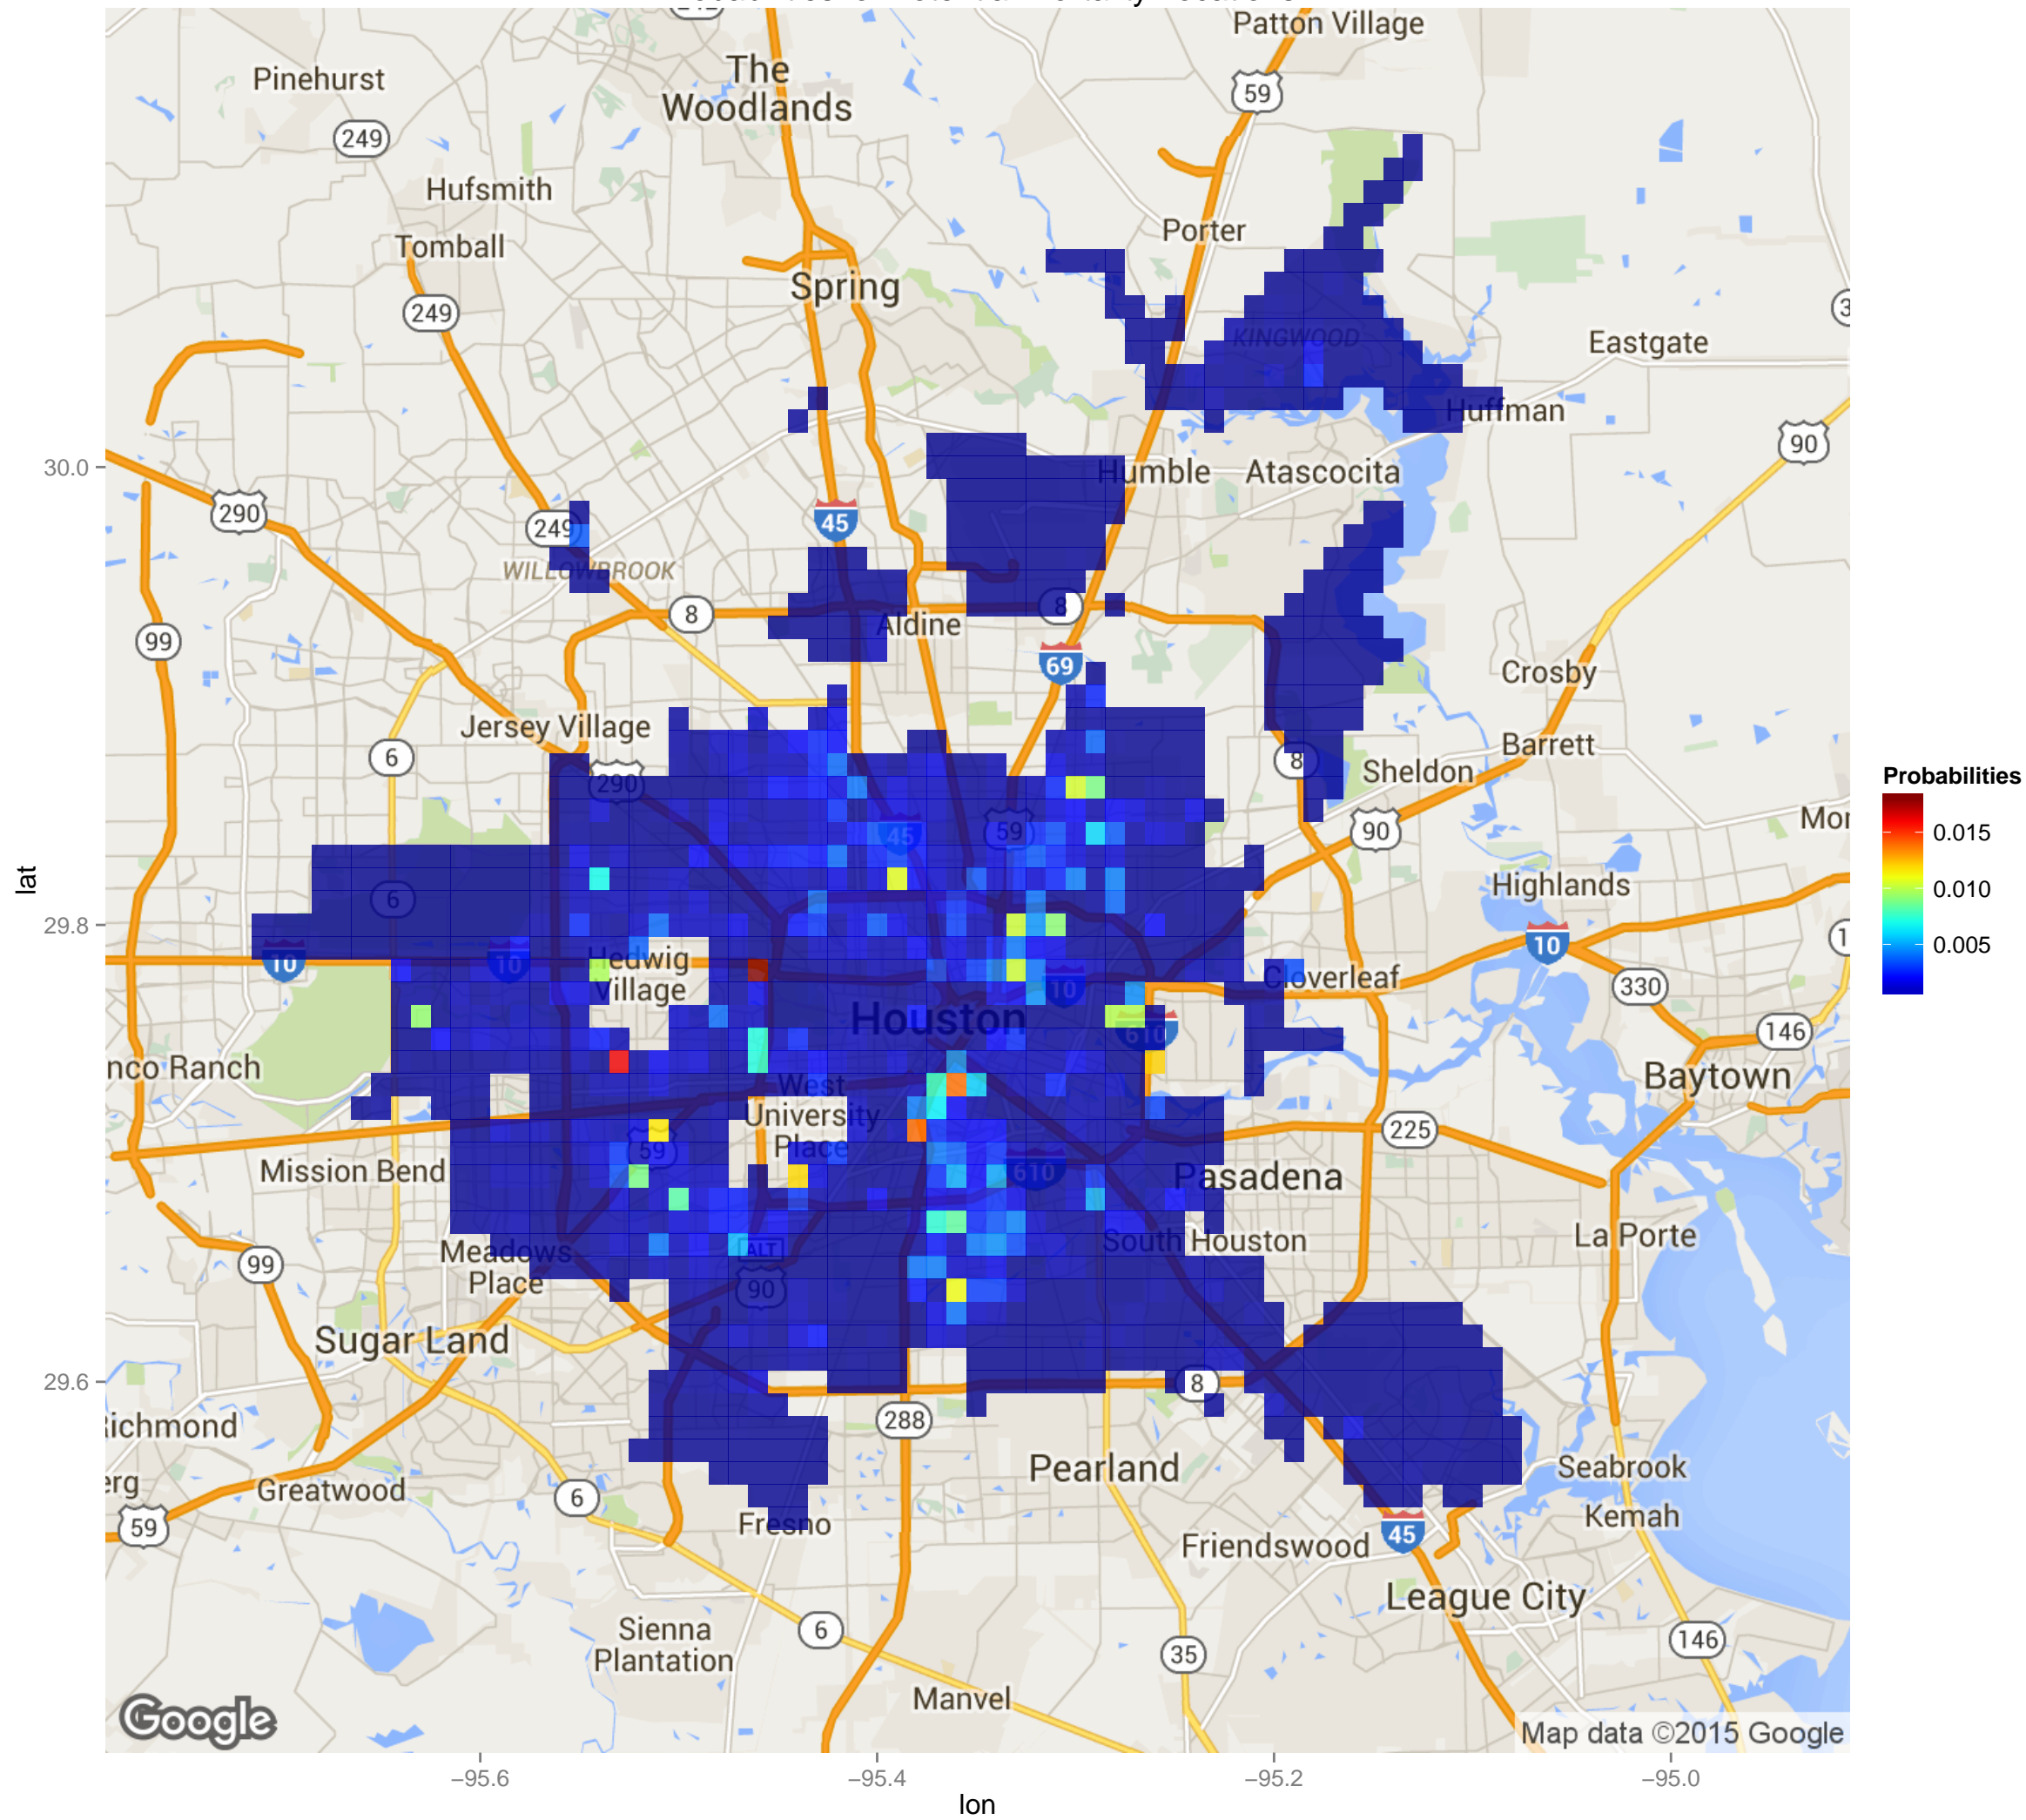 Patton Village
Pinehurst
The
Woodlands
59
249
Hufsmith
Tomball
Porter
Spring
249
KINGWOOD
Eastgate
Huffman
90
30.0
Humble
Atascocita
290
249
45
WILLOWBROOK
8
8
Aldine
99
69
Crosby
Jersey Village
Barrett
6
8
Sheldon
290
90
45
59
Highlands
6
29.8
10
10
Hedwig
Village
10
Cloverleaf
10
330
Houston
610
146
nco Ranch
Baytown
West
University
Place
59
225
Mission Bend
610
Pasadena
La Porte
Meadows
Place
99
ALT
90
South Houston
Sugar Land
29.6
8
288
Pearland
Seabrook
Greatwood
6
59
Fresno
Kemah
Friendswood
45
League City
Sienna
Plantation
6
35
146
Manvel
Google
Map data ©2015 Google
−95.6
−95.4
−95.2
−95.0
lon
lat
Probabilities
0.015
0.010
0.005